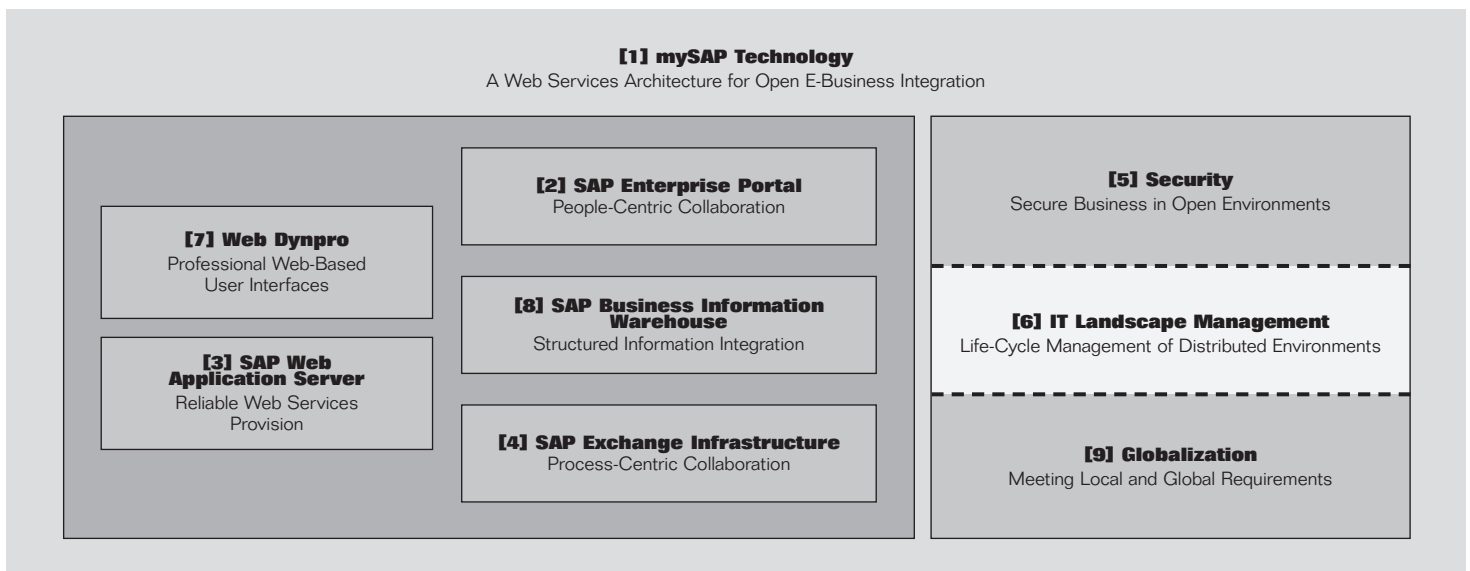 [1] mySAP Technology
A Web Services Architecture for Open E-Business Integration
[7] Web Dynpro
Professional Web-Based
User Interfaces
[3] SAP Web
Application Server
Reliable Web Services
Provision
[2] SAP Enterprise Portal
People-Centric Collaboration
[8] SAP Business Information
Warehouse
Structured Information Integration
[4] SAP Exchange Infrastructure
Process-Centric Collaboration
[5] Security
Secure Business in Open Environments
[6] IT Landscape Management
Life-Cycle Management of Distributed Environments
[9] Globalization
Meeting Local and Global Requirements